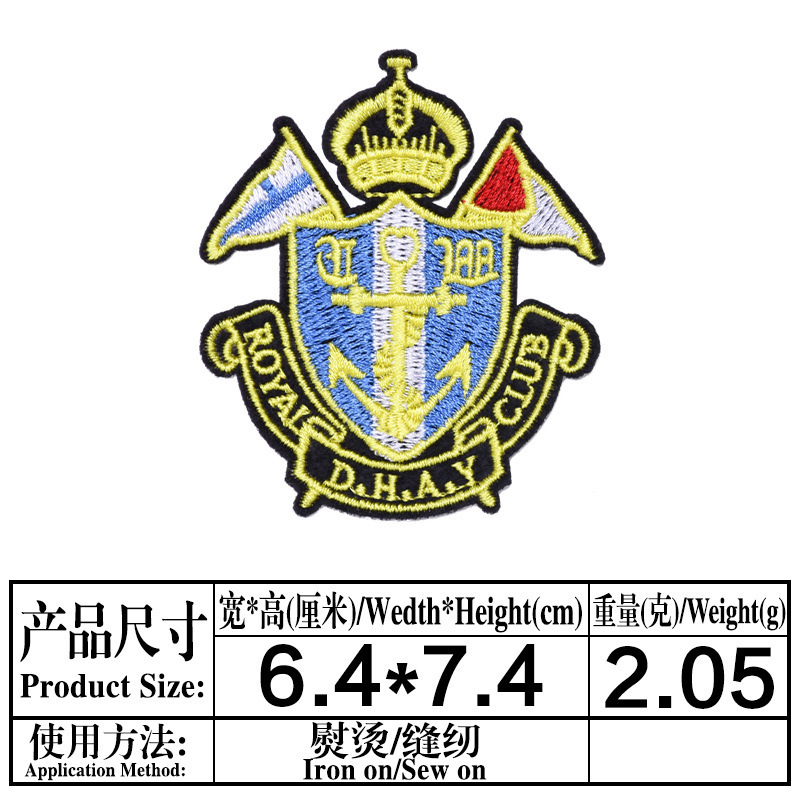 ROYAL CLUB
D.H.A.Y
产品尺寸
Product Size:
宽*高(厘米)/Wedth*Height(cm)
6.4*7.4
重量(克)/Weight(g)
2.05
使用方法:
Application Method:
熨烫/缝纫
Iron on/Sew on